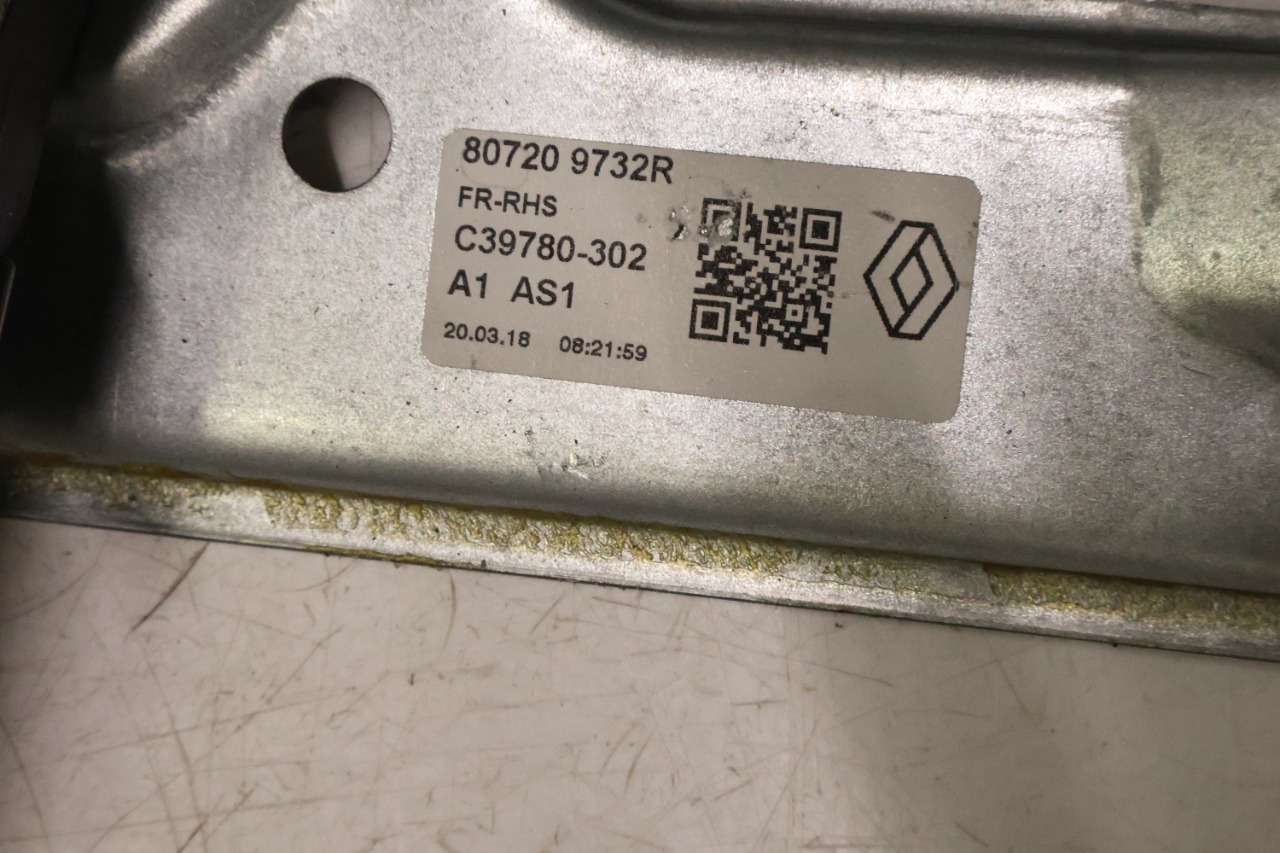 80720 9732R
FR-RHS
C39780-302
A1 AS1
20.03.18 08:21:59